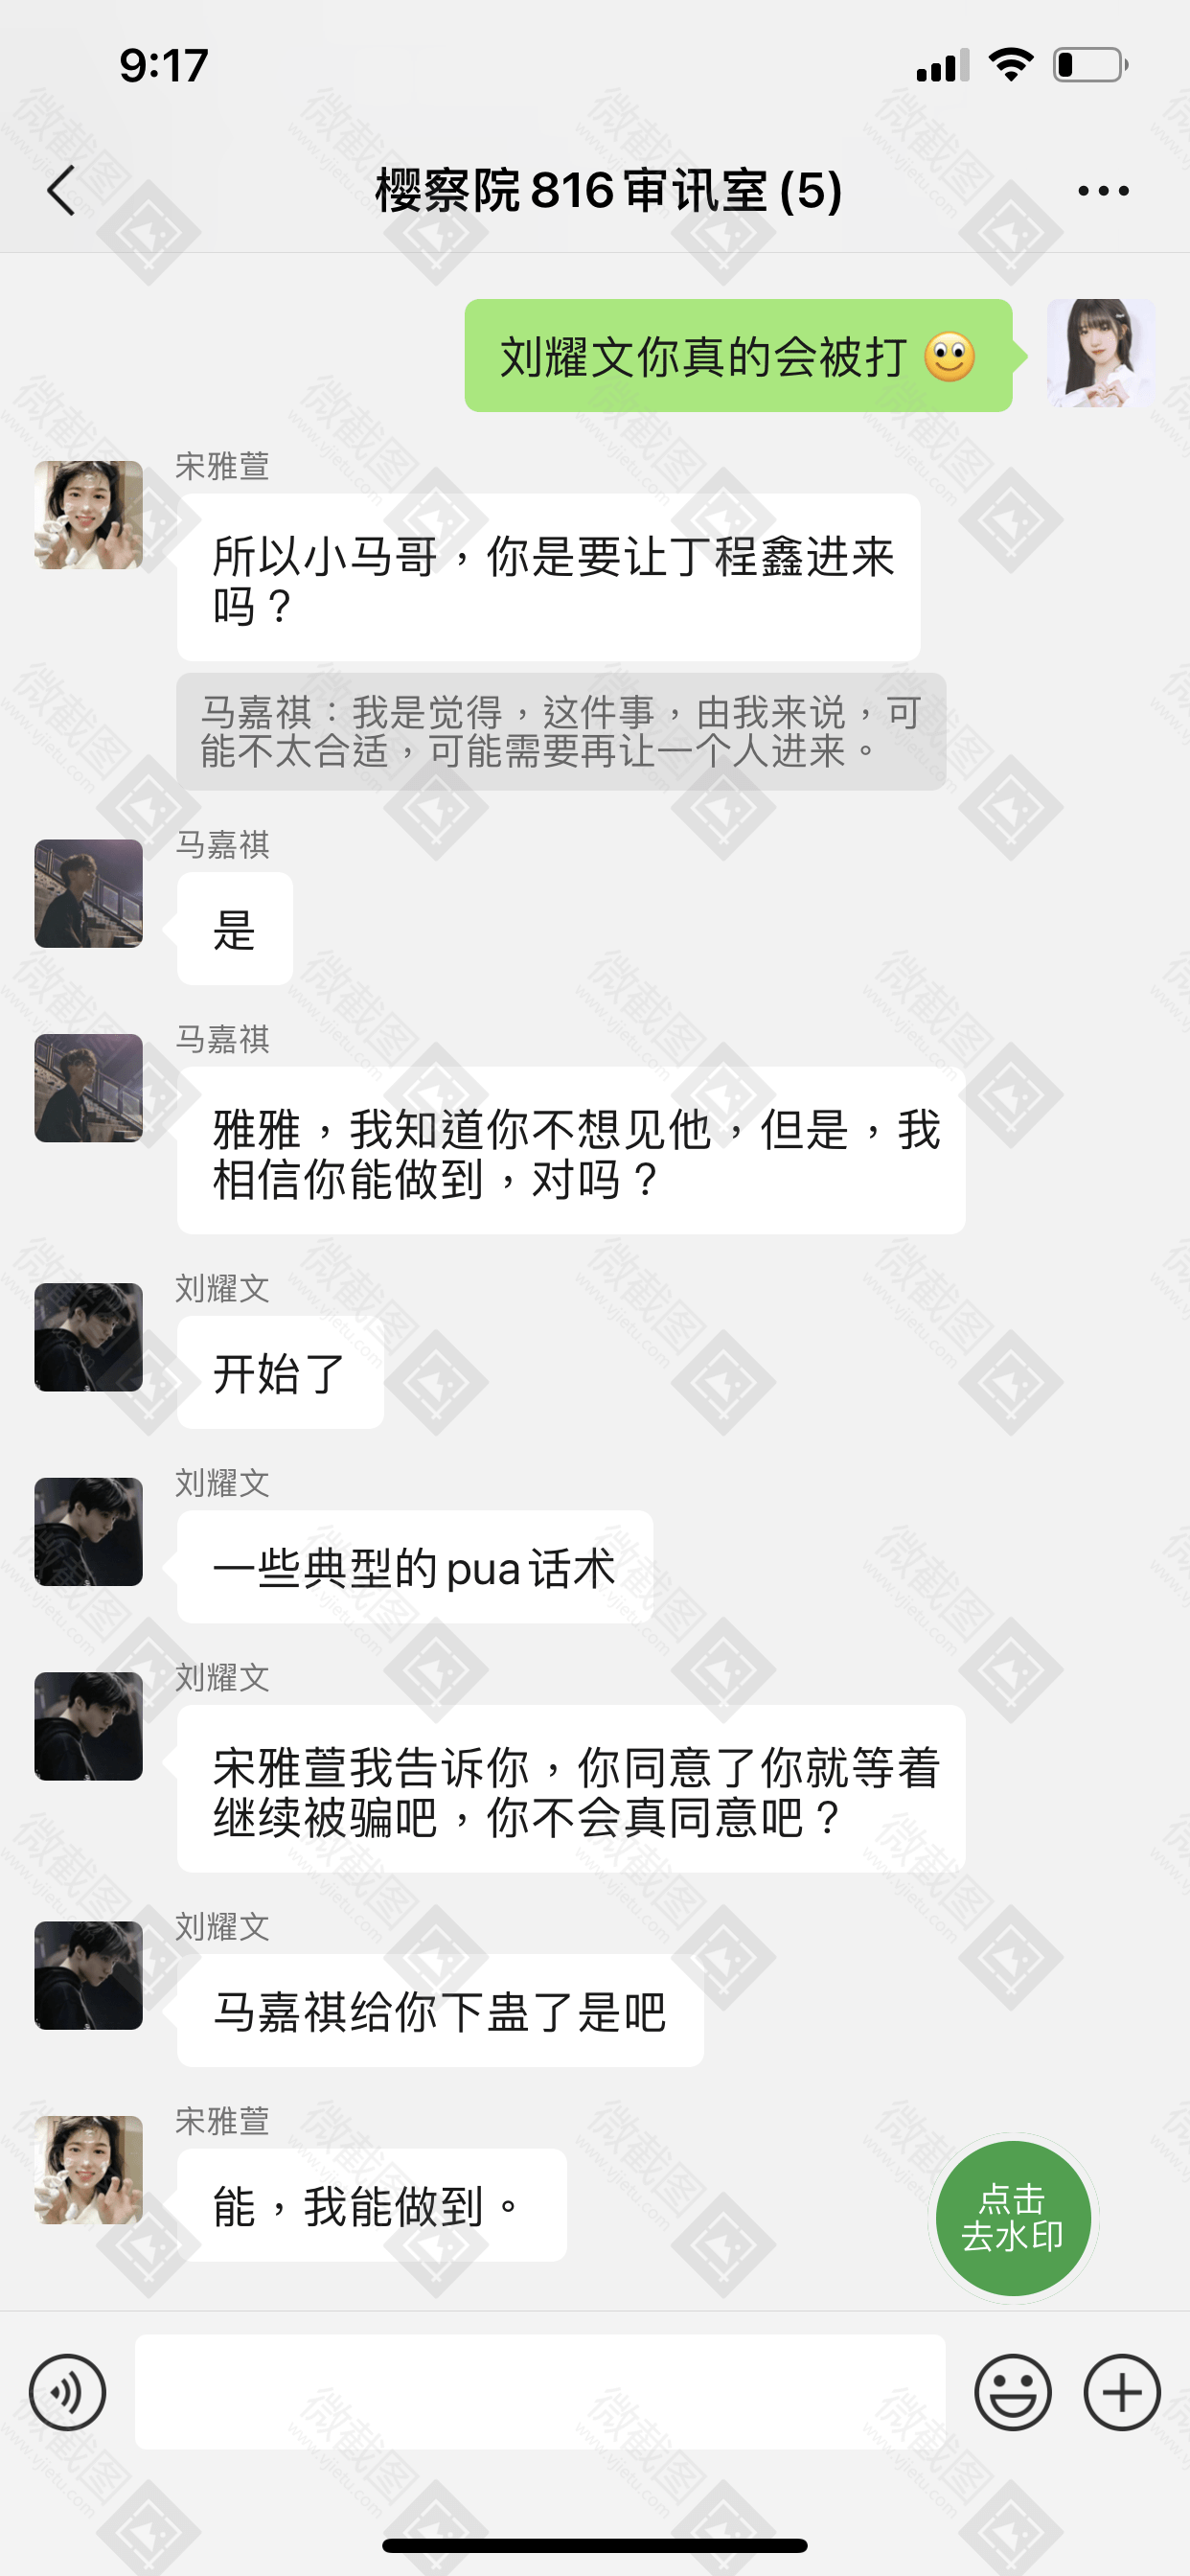 9:17
樱察院816审讯室(5)
刘耀文你真的会被打
宋雅萱
所以小马哥，你是要让丁程鑫进来
吗？
马嘉祺：我是觉得，这件事，由我来说，可
能不太合适，可能需要再让一个人进来。
马嘉祺
是
马嘉祺
雅雅，我知道你不想见他，但是，我
相信你能做到，对吗？
刘耀文
开始了
刘耀文
一些典型的pua话术
刘耀文
宋雅萱我告诉你，你同意了你就等着
继续被骗吧，你不会真同意吧？
刘耀文
马嘉祺给你下蛊了是吧
宋雅萱
能，我能做到。
点击
去水印
微截图
www.vjietu.com